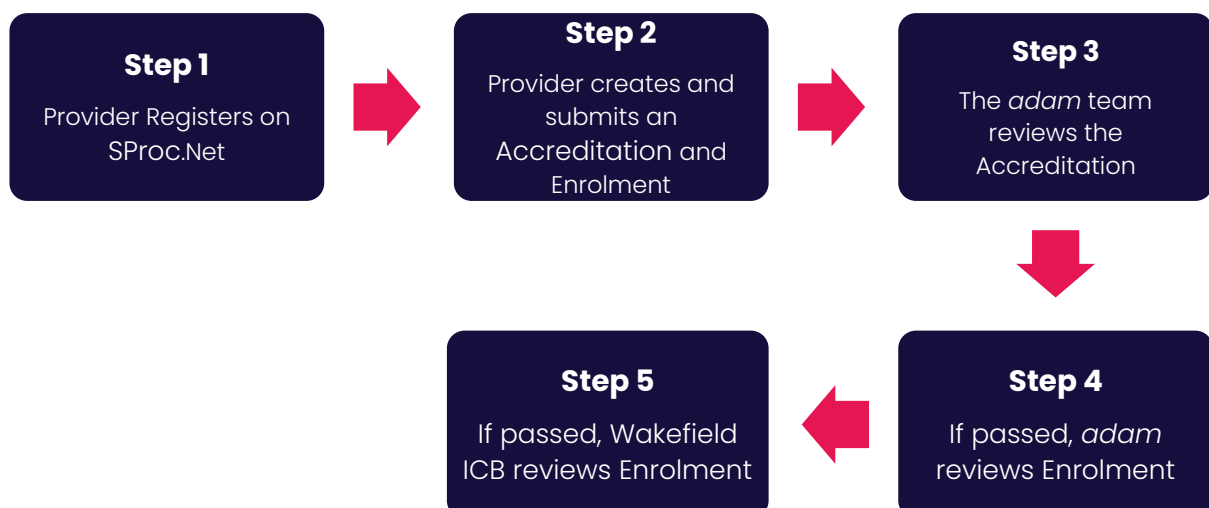 Step 1
Provider Registers on
SProc.Net
Step 2
Provider creates and
submits an
Accreditation and
Enrolment
Step 3
The adam team
reviews the
Accreditation
Step 4
If passed, adam
reviews Enrolment
Step 5
If passed, Wakefield
ICB reviews Enrolment